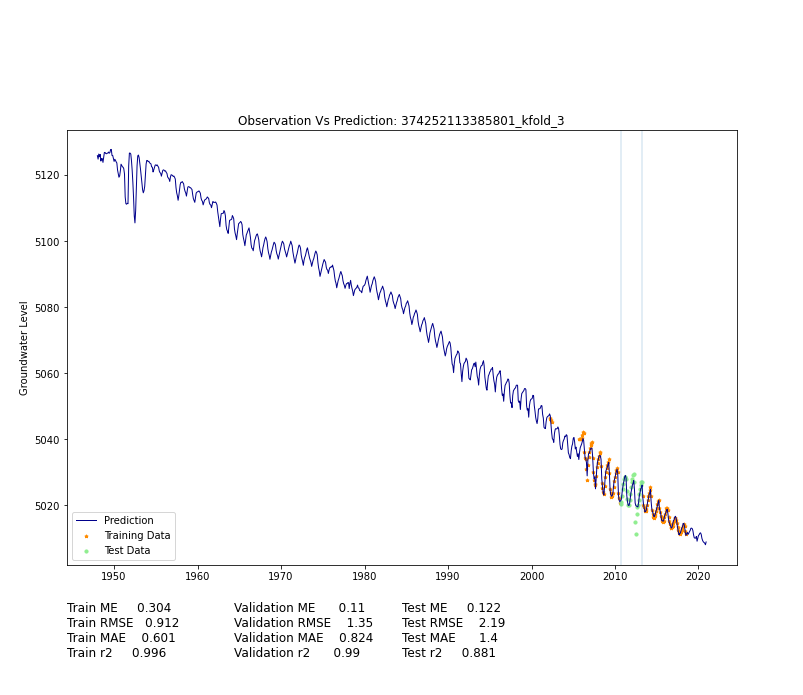 Observation Vs Prediction: 374252113385801_kfold_3
5120
5100
5080
5060
5040
5020
Groundwater Level
Prediction
Training Data
Test Data
1950 1960 1970 1980 1990 2000 2010 2020
Train ME 0.304 Validation ME 0.11 Test ME 0.122
Train RMSE 0.912 Validation RMSE 1.35 Test RMSE 2.19
Train MAE 0.601 Validation MAE 0.824 Test MAE 1.4
Train r2 0.996 Validation r2 0.99 Test r2 0.881